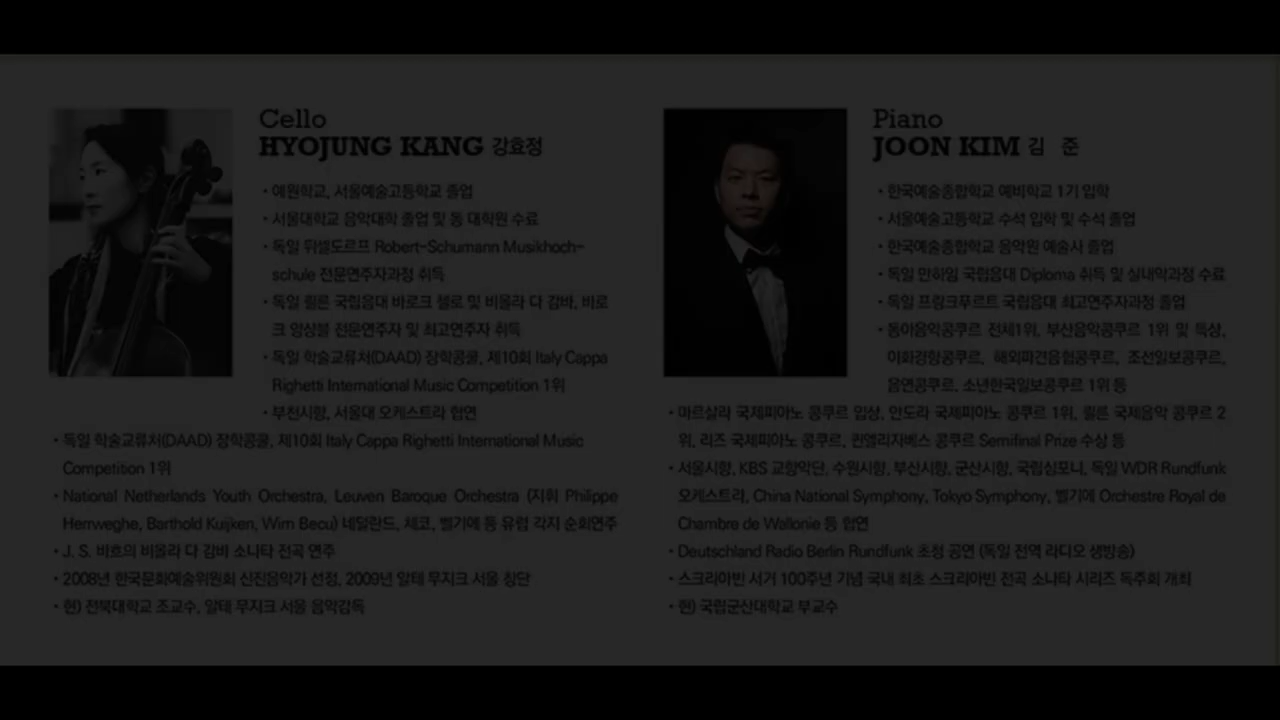 Cello
HYOJUNG KANG 강효정
• 예원학교, 서울예술고등학교 졸업
• 서울대학교 음악대학 졸업 및 동 대학원 수료
• 독일 뒤셀도르프 Robert-Schumann Musikhoch-
schule 전문연주자과정 취득
• 독일 퀼른 국립음대 바로크 첼로 및 비올라 다 감바, 바로
크 앙상블 전문연주자 및 최고연주자 취득
• 독일 학술교류처(DAAD) 장학콩쿨, 제10회 Italy Cappa
Righetti International Music Competition 1위
• 부천시향, 서울대 오케스트라 협연
• 독일 학술교류처(DAAD) 장학콩쿨, 제10회 Italy Cappa Righetti International Music
Competition 1위
• National Netherlands Youth Orchestra, Leuven Baroque Orchestra (지휘 Philippe
Herrweghe, Barthold Kuijken, Wim Becu) 네덜란드, 체코, 벨기에 등 유럽 각지 순회연주
• J. S. 바흐의 비올라 다 감바 소나타 전곡 연주
• 2008년 한국문화예술위원회 신진음악가 선정, 2009년 알테 무지크 서울 창단
• 현) 전북대학교 조교수, 알테 무지크 서울 음악감독
Piano
JOON KIM 김 준
• 한국예술종합학교 예비학교 1기 입학
• 서울예술고등학교 수석 입학 및 수석 졸업
• 한국예술종합학교 음악원 예술사 졸업
• 독일 만하임 국립음대 Diploma 취득 및 실내악과정 수료
• 독일 프랑크푸르트 국립음대 최고연주자과정 졸업
• 동아음악콩쿠르 전체1위, 부산음악콩쿠르 1위 및 특상,
이화경향콩쿠르, 해외파견음협콩쿠르, 조선일보콩쿠르,
음연콩쿠르, 소년한국일보콩쿠르 1위 등
• 마르살라 국제피아노 콩쿠르 입상, 안도라 국제피아노 콩쿠르 1위, 퀼른 국제음악 콩쿠르 2
위, 리즈 국제피아노 콩쿠르, 퀸엘리자베스 콩쿠르 Semifinal Prize 수상 등
• 서울시향, KBS 교향악단, 수원시향, 부산시향, 군산시향, 국립심포니, 독일 WDR Rundfunk
오케스트라, China National Symphony, Tokyo Symphony, 벨기에 Orchestre Royal de
Chambre de Wallonie 등 협연
• Deutschland Radio Berlin Rundfunk 초청 공연 (독일 전역 라디오 생방송)
• 스크리아빈 서거 100주년 기념 국내 최초 스크리아빈 전곡 소나타 시리즈 독주회 개최
• 현) 국립군산대학교 부교수